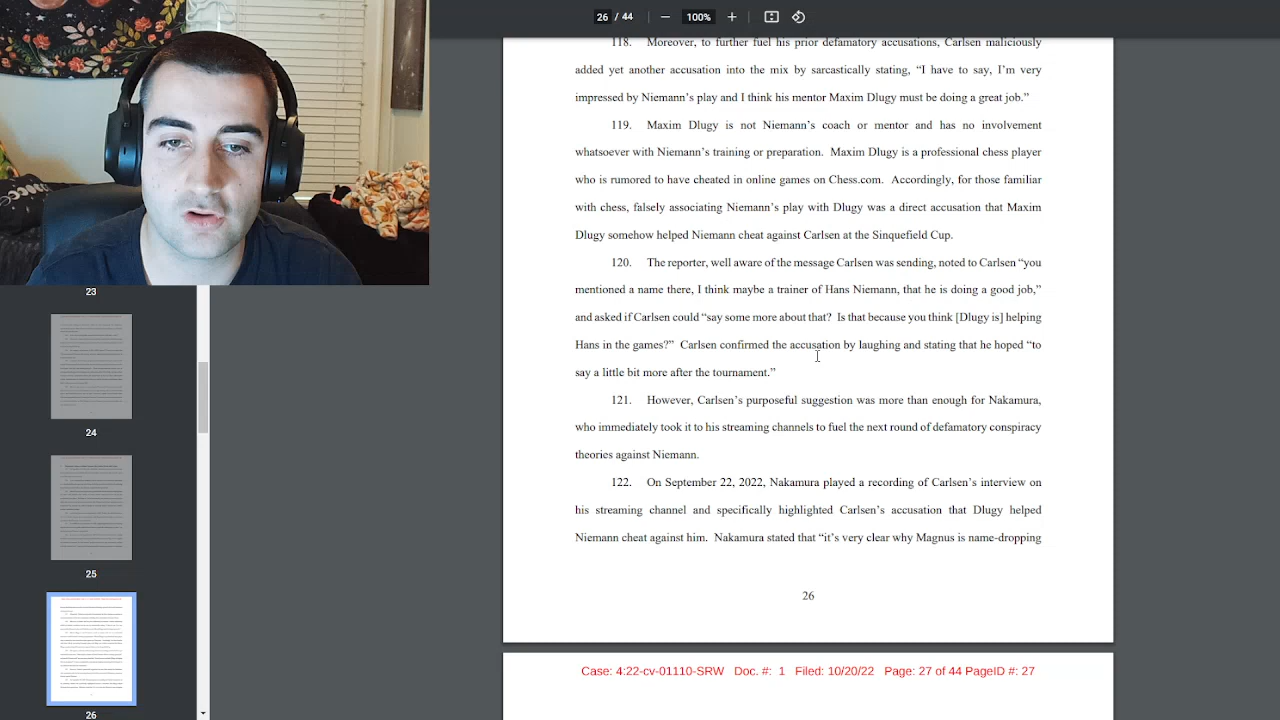 26 / 44
100%
118. Moreover, to further fuel his prior defamatory accusations, Carlsen maliciously
added yet another accusation into the mix by sarcastically stating, “I have to say, I’m very
impressed by Niemann’s play and I think his mentor Maxim Dlugy must be doing a great job.”
119. Maxim Dlugy is not Niemann’s coach or mentor and has no involvement
whatsoever with Niemann’s training or preparation. Maxim Dlugy is a professional chess player
who is rumored to have cheated in online games on Chess.com. Accordingly, for those familiar
with chess, falsely associating Niemann’s play with Dlugy was a direct accusation that Maxim
Dlugy somehow helped Niemann cheat against Carlsen at the Sinquefield Cup.
120. The reporter, well aware of the message Carlsen was sending, noted to Carlsen “you
mentioned a name there, I think maybe a trainer of Hans Niemann, that he is doing a good job,”
and asked if Carlsen could “say some more about that? Is that because you think [Dlugy is] helping
Hans in the games?” Carlsen confirmed the accusation by laughing and stating that he hoped “to
say a little bit more after the tournament.”
121. However, Carlsen’s purposeful suggestion was more than enough for Nakamura,
who immediately took it to his streaming channels to fuel the next round of defamatory conspiracy
theories against Niemann.
122. On September 22, 2022, Nakamura played a recording of Carlsen’s interview on
his streaming channel and specifically highlighted Carlsen’s accusation that Dlugy helped
Niemann cheat against him. Nakamura stated that “it’s very clear why Magnus is name-dropping
26
Case: 4:22-cv-01110-SRW Doc. #: 1 Filed: 10/20/22 Page: 27 of 44 PageID #: 27
23
24
25
26